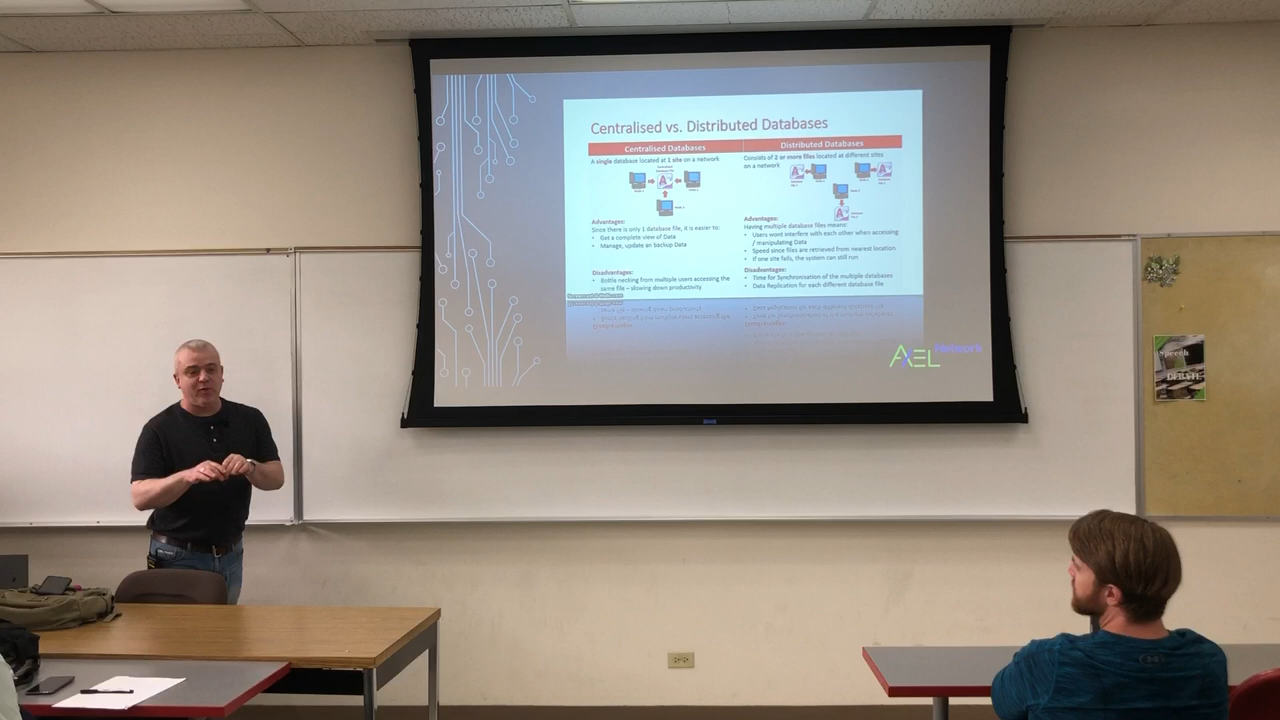 Centralised vs. Distributed Databases
Centralised Databases
A single database located at 1 site on a network
Advantages:
Since there is only 1 database file, it is easier to:
• Get a complete view of Data
• Manage, update an backup Data
Disadvantages:
• Bottle necking from multiple users accessing the
same file – slowing down productivity
Distributed Databases
Consists of 2 or more files located at different sites
on a network
Advantages:
Having multiple database files means:
• Users wont interfere with each other when accessing
/ manipulating Data
• Speed since files are retrieved from nearest location
• If one site fails, the system can still run
Disadvantages:
• Time for Synchronisation of the multiple databases
• Data Replication for each different database file
AXEL Network
Speech
DEBATE